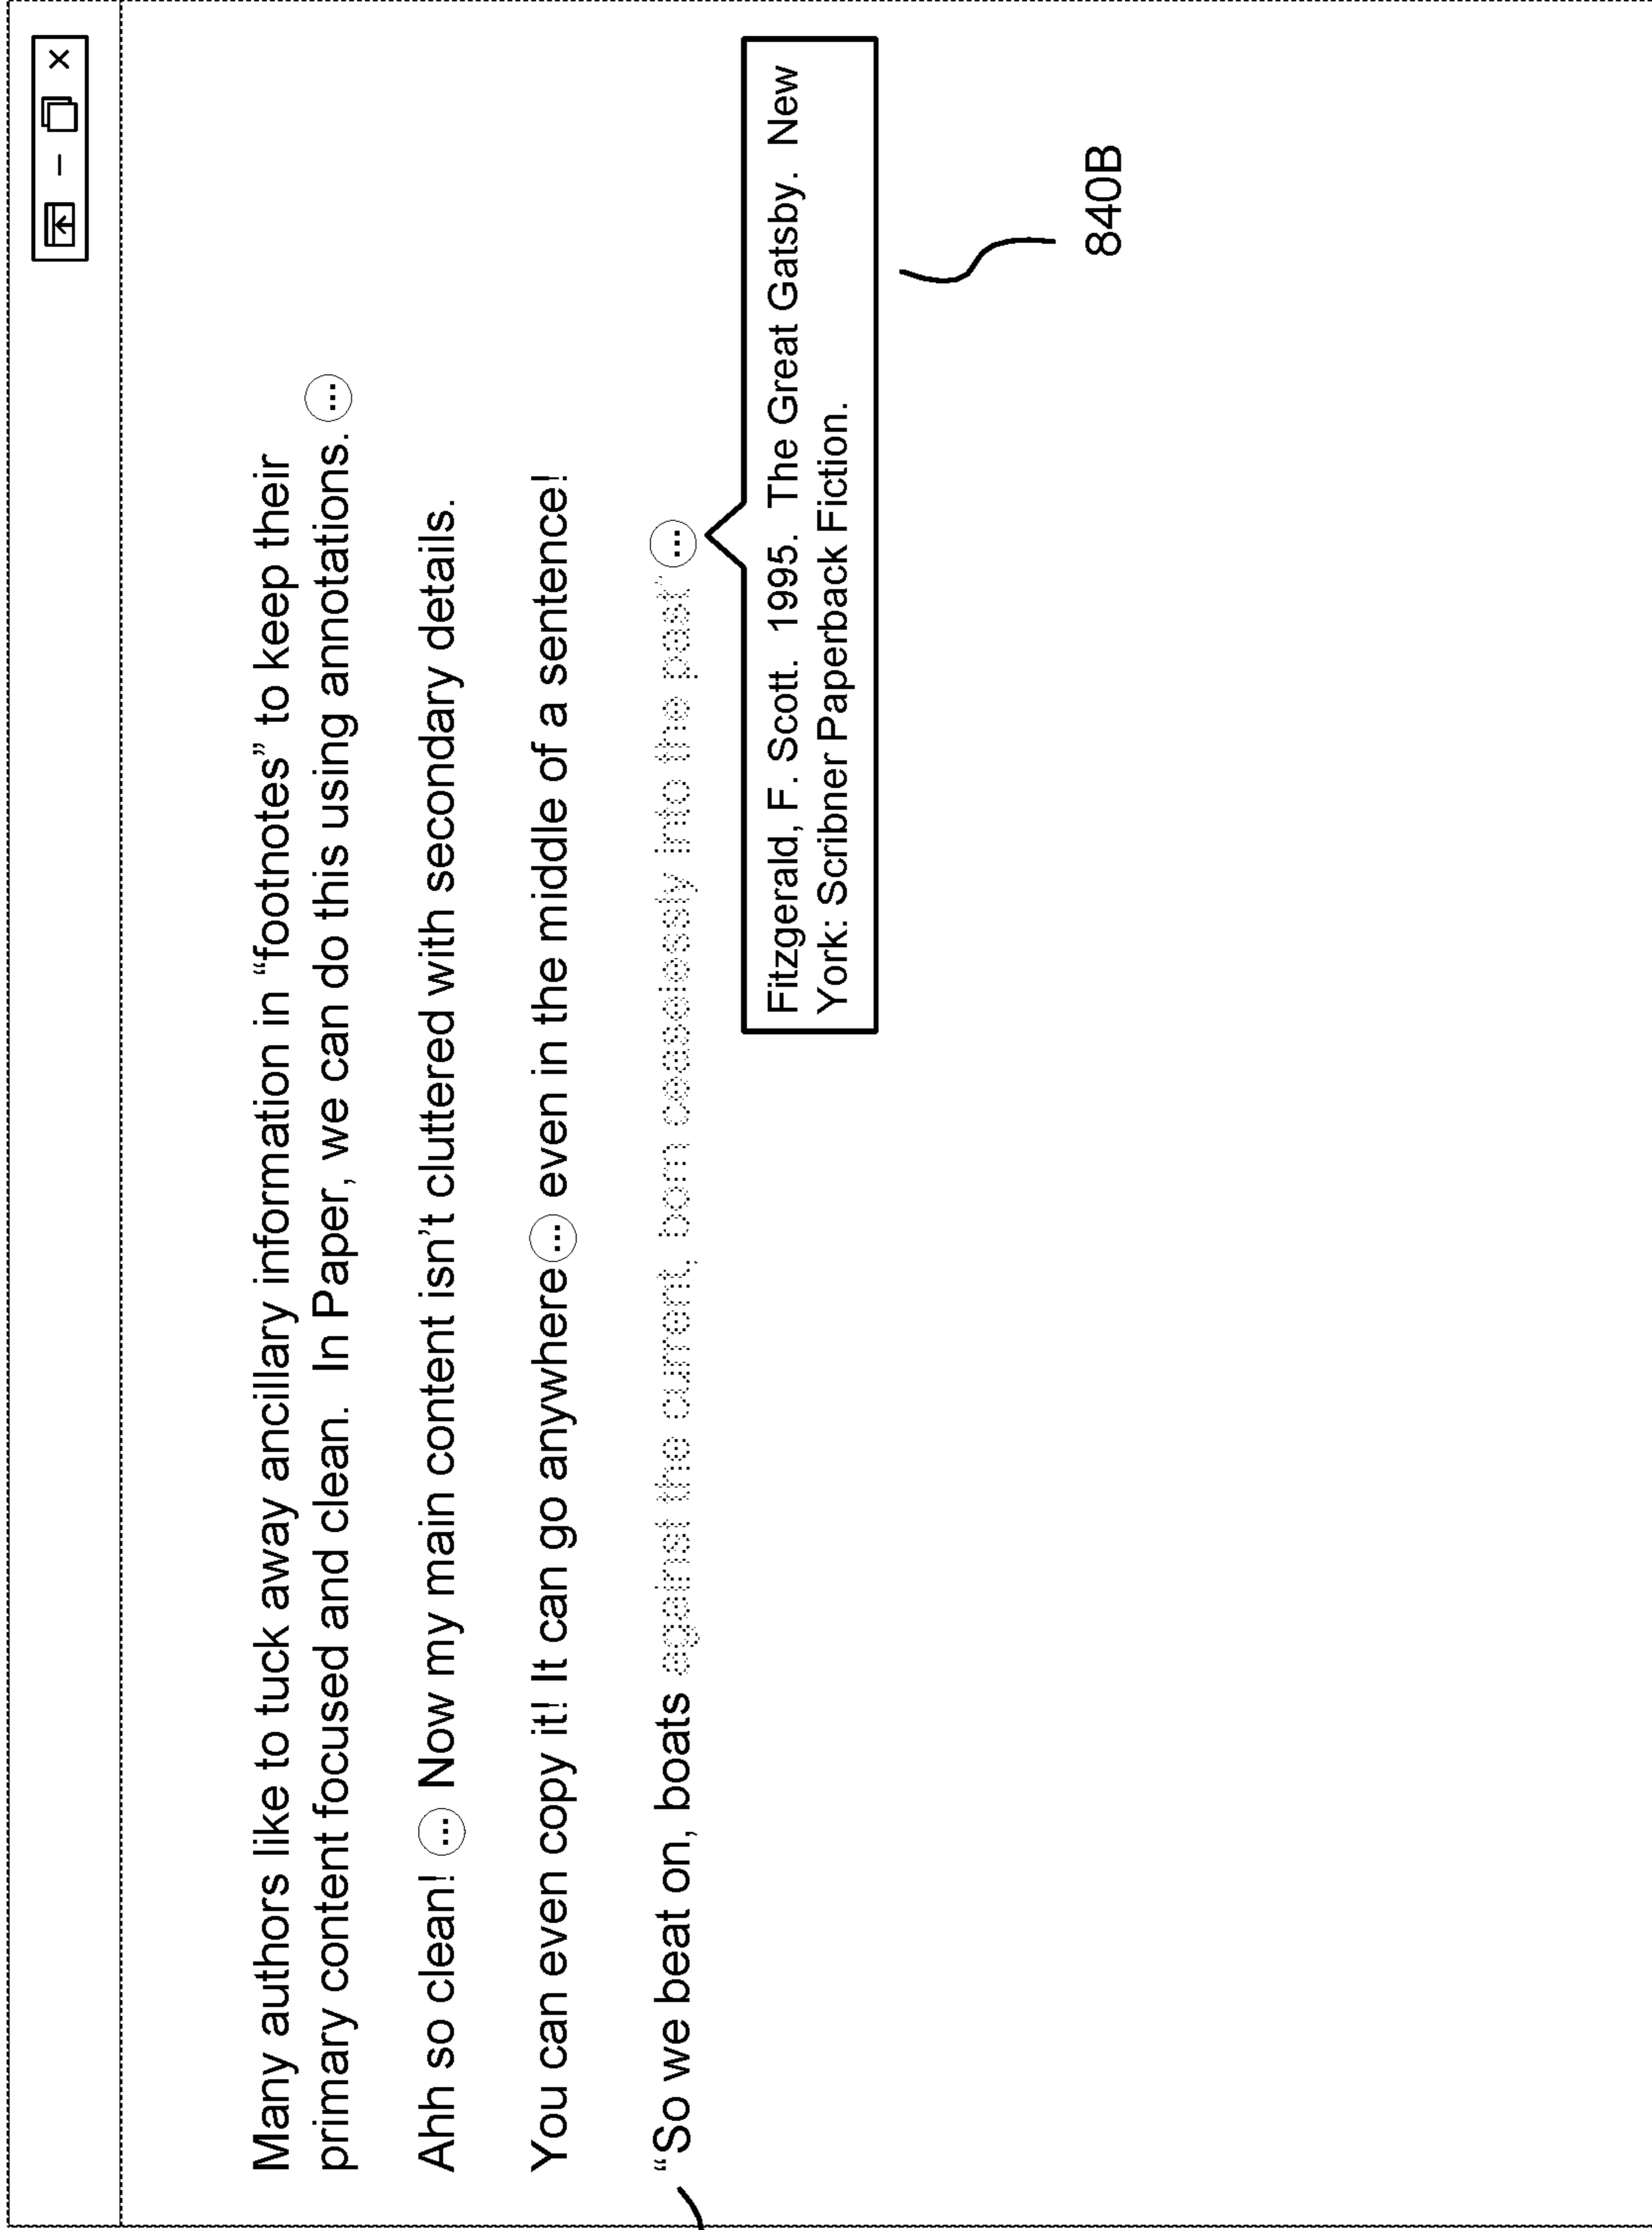 Many authors like to tuck away ancillary information in “footnotes” to keep their
primary content focused and clean. In Paper, we can do this using annotations. ...
Ahh so clean! ... Now my main content isn’t cluttered with secondary details.
You can even copy it! It can go anywhere ... even in the middle of a sentence!
“So we beat on, boats against the current, born ceaselessly into the past” ...
Fitzgerald, F. Scott. 1995. The Great Gatsby. New
York: Scribner Paperback Fiction.
840B